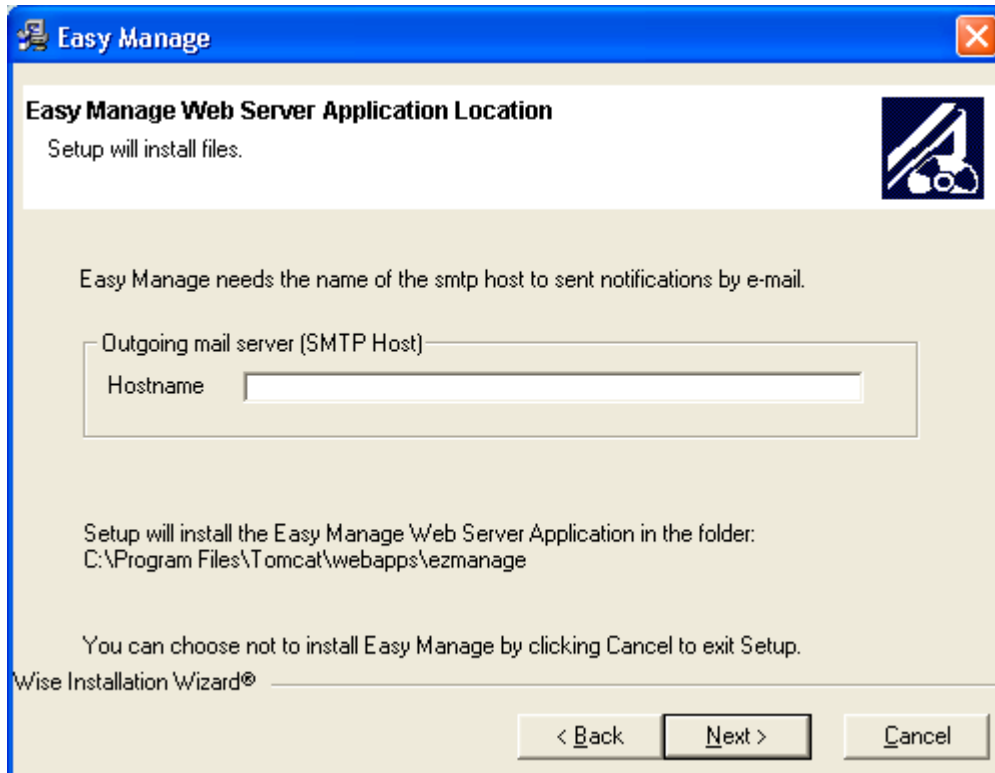 Easy Manage
Easy Manage Web Server Application Location
Setup will install files.
Easy Manage needs the name of the smtp host to sent notifications by e-mail.
Outgoing mail server (SMTP Host)
Hostname
Setup will install the Easy Manage Web Server Application in the folder:
C:\Program Files\Tomcat\webapps\ezmanage
You can choose not to install Easy Manage by clicking Cancel to exit Setup.
Wise Installation Wizard®
< Back Next > Cancel